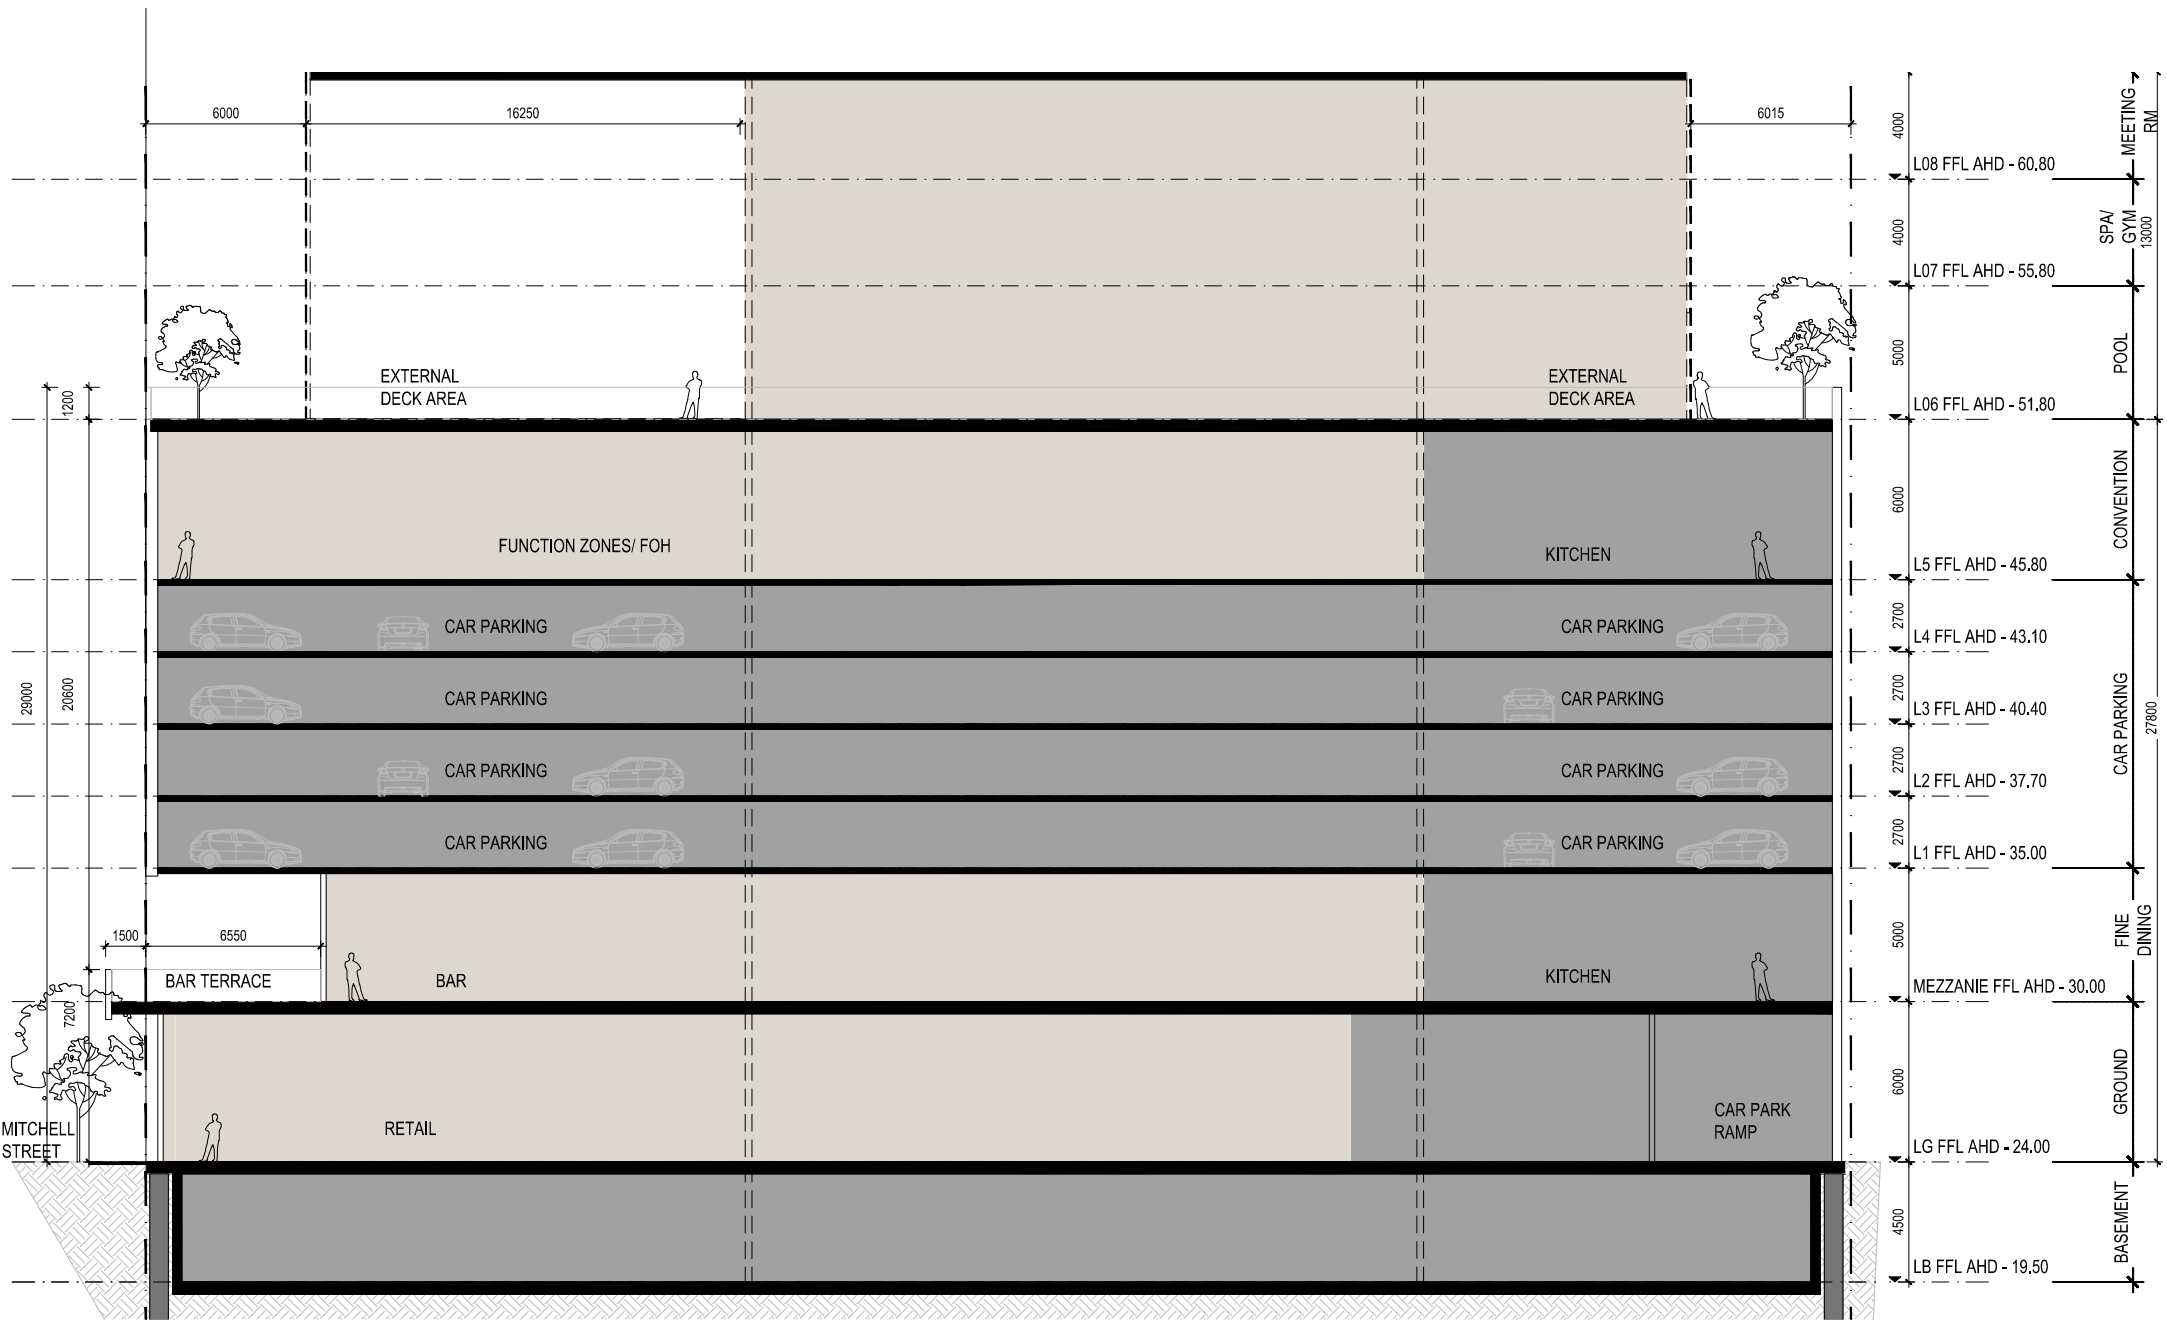 6000
16250
6015
4000
MEETING
RM
L08 FFL AHD - 60.80
4000
SPA/
GYM
13000
L07 FFL AHD - 55.80
5000
POOL
EXTERNAL
DECK AREA
EXTERNAL
DECK AREA
1200
L06 FFL AHD - 51.80
6000
CONVENTION
FUNCTION ZONES/ FOH
KITCHEN
L5 FFL AHD - 45.80
CAR PARKING
CAR PARKING
2700
L4 FFL AHD - 43.10
29000
20600
CAR PARKING
CAR PARKING
2700
L3 FFL AHD - 40.40
CAR PARKING
27800
CAR PARKING
CAR PARKING
2700
L2 FFL AHD - 37.70
CAR PARKING
CAR PARKING
2700
L1 FFL AHD - 35.00
1500
6550
5000
FINE
DINING
BAR TERRACE
BAR
KITCHEN
MEZZANIE FFL AHD - 30.00
7200
6000
GROUND
MITCHELL
STREET
RETAIL
CAR PARK
RAMP
LG FFL AHD - 24.00
4500
BASEMENT
LB FFL AHD - 19.50